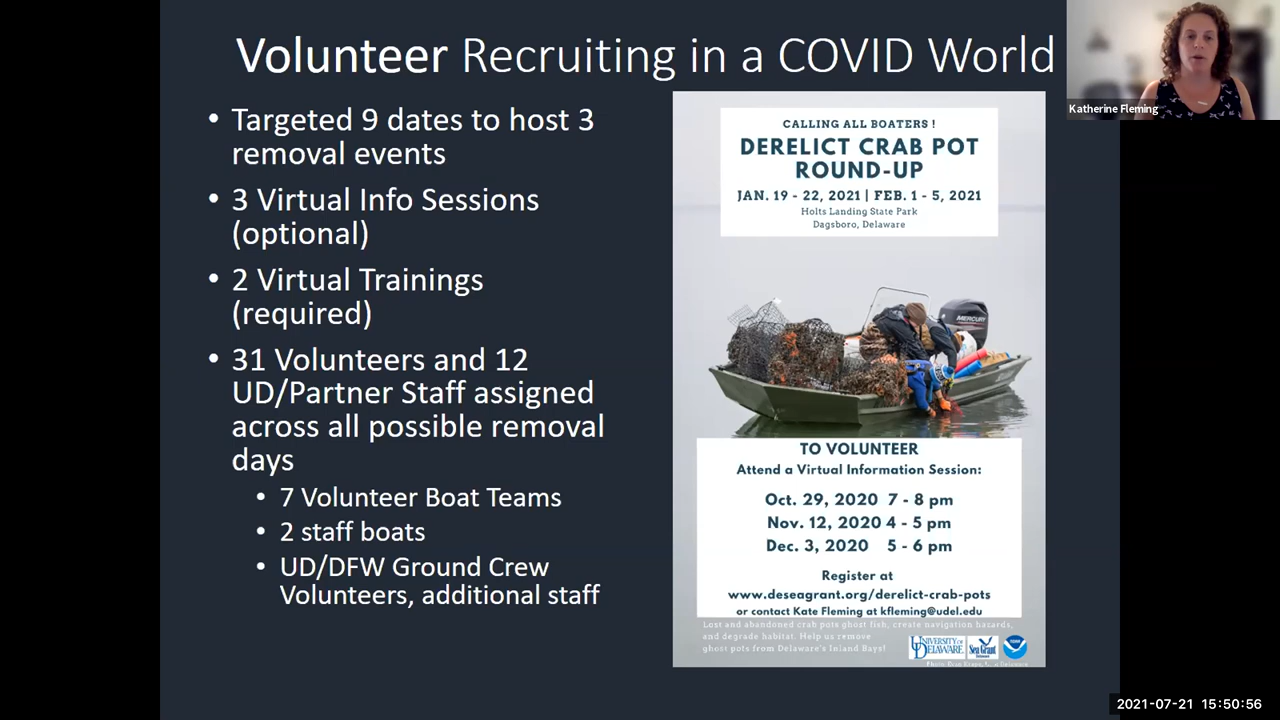 Volunteer Recruiting in a COVID World
Katherine Fleming
• Targeted 9 dates to host 3
removal events
• 3 Virtual Info Sessions
(optional)
• 2 Virtual Trainings
(required)
• 31 Volunteers and 12
UD/Partner Staff assigned
across all possible removal
days
• 7 Volunteer Boat Teams
• 2 staff boats
• UD/DFW Ground Crew
Volunteers, additional staff
CALLING ALL BOATERS !
DERELICT CRAB POT
ROUND-UP
JAN. 19 - 22, 2021 | FEB. 1 - 5, 2021
Holts Landing State Park
Dagsboro, Delaware
MERCURY
TO VOLUNTEER
Attend a Virtual Information Session:
Oct. 29, 2020 7 - 8 pm
Nov. 12, 2020 4 - 5 pm
Dec. 3, 2020 5 - 6 pm
Register at
www.deseagrant.org/derelict-crab-pots
or contact Kate Fleming at kfleming@udel.edu
Lost and abandoned crab pots ghost fish, create navigation hazards,
and degrade habitat. Help us remove
ghost pots from Delaware's Inland Bays!
UNIVERSITY OF
DELAWARE
Sea Grant
Delaware
2021-07-21 15:50:56